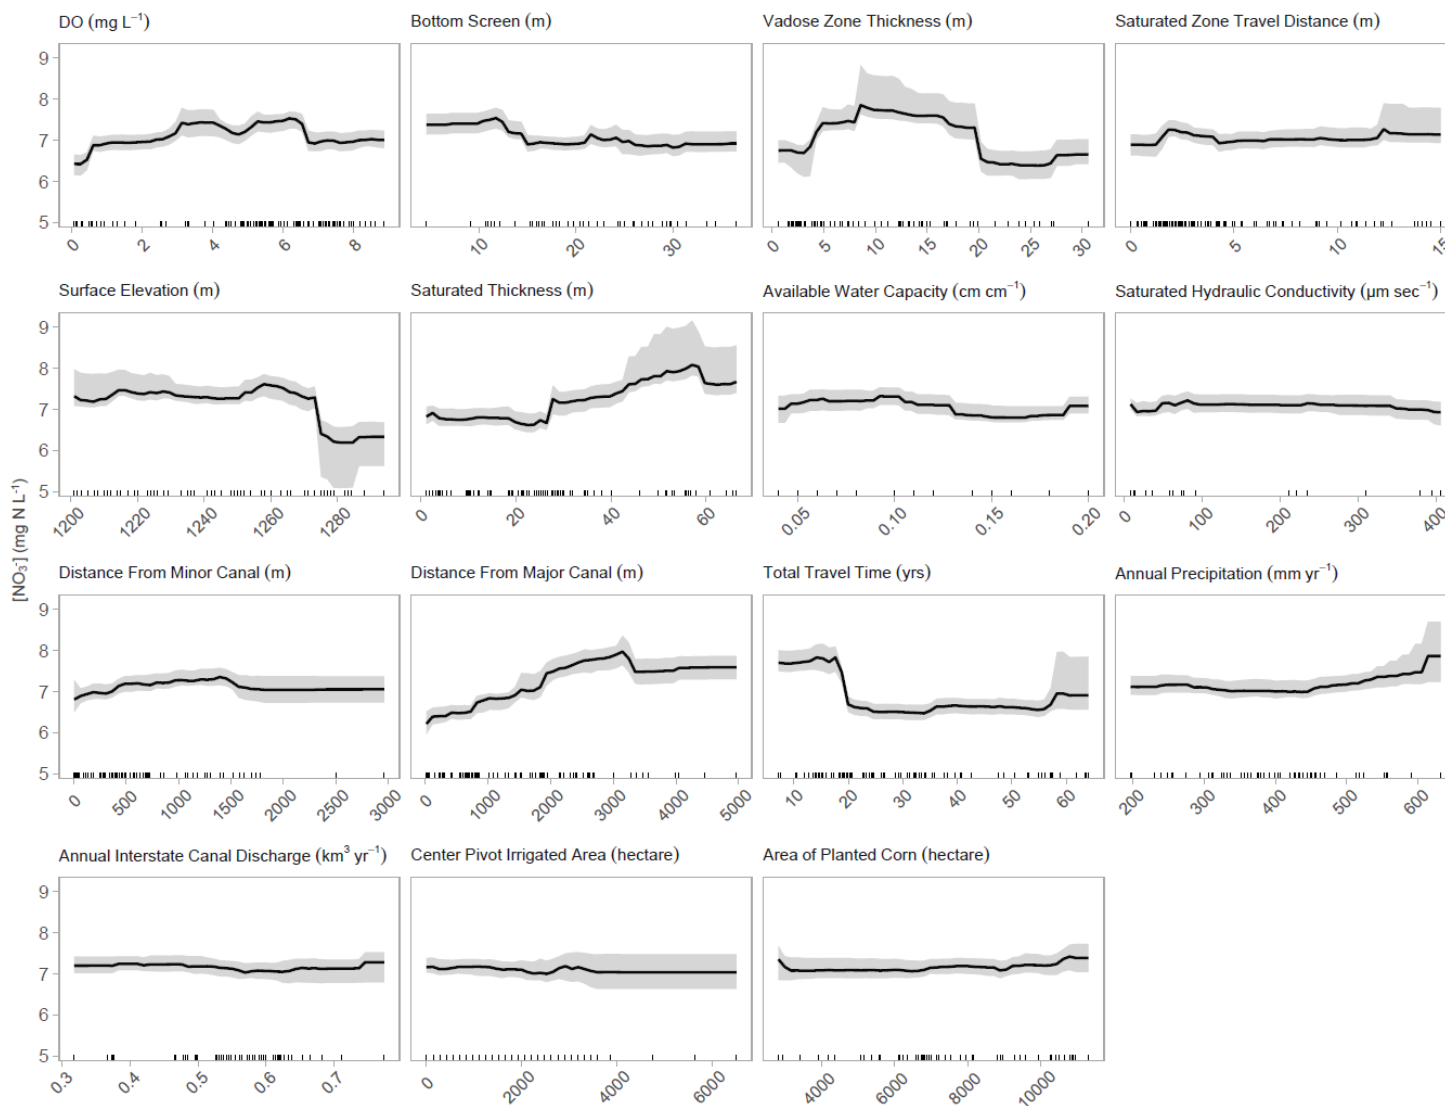 DO (mg L⁻¹) Bottom Screen (m) Vadose Zone Thickness (m) Saturated Zone Travel Distance (m)
9
8
7
6
5
0 2 4 6 8 10 20 30 0 5 10 15 20 25 30 0 5 10 15
Surface Elevation (m) Saturated Thickness (m) Available Water Capacity (cm cm⁻¹) Saturated Hydraulic Conductivity (µm sec⁻¹)
9
8
7
6
5
1200 1220 1240 1260 1280 0 20 40 60 0.05 0.10 0.15 0.20 0 100 200 300 400
[NO₃⁻] (mg N L⁻¹)
Distance From Minor Canal (m) Distance From Major Canal (m) Total Travel Time (yrs) Annual Precipitation (mm yr⁻¹)
9
8
7
6
5
0 500 1000 1500 2000 2500 3000 0 1000 2000 3000 4000 5000 10 20 30 40 50 60 200 300 400 500 600
Annual Interstate Canal Discharge (km³ yr⁻¹) Center Pivot Irrigated Area (hectare) Area of Planted Corn (hectare)
9
8
7
6
5
0.3 0.4 0.5 0.6 0.7 0 2000 4000 6000 4000 6000 8000 10000